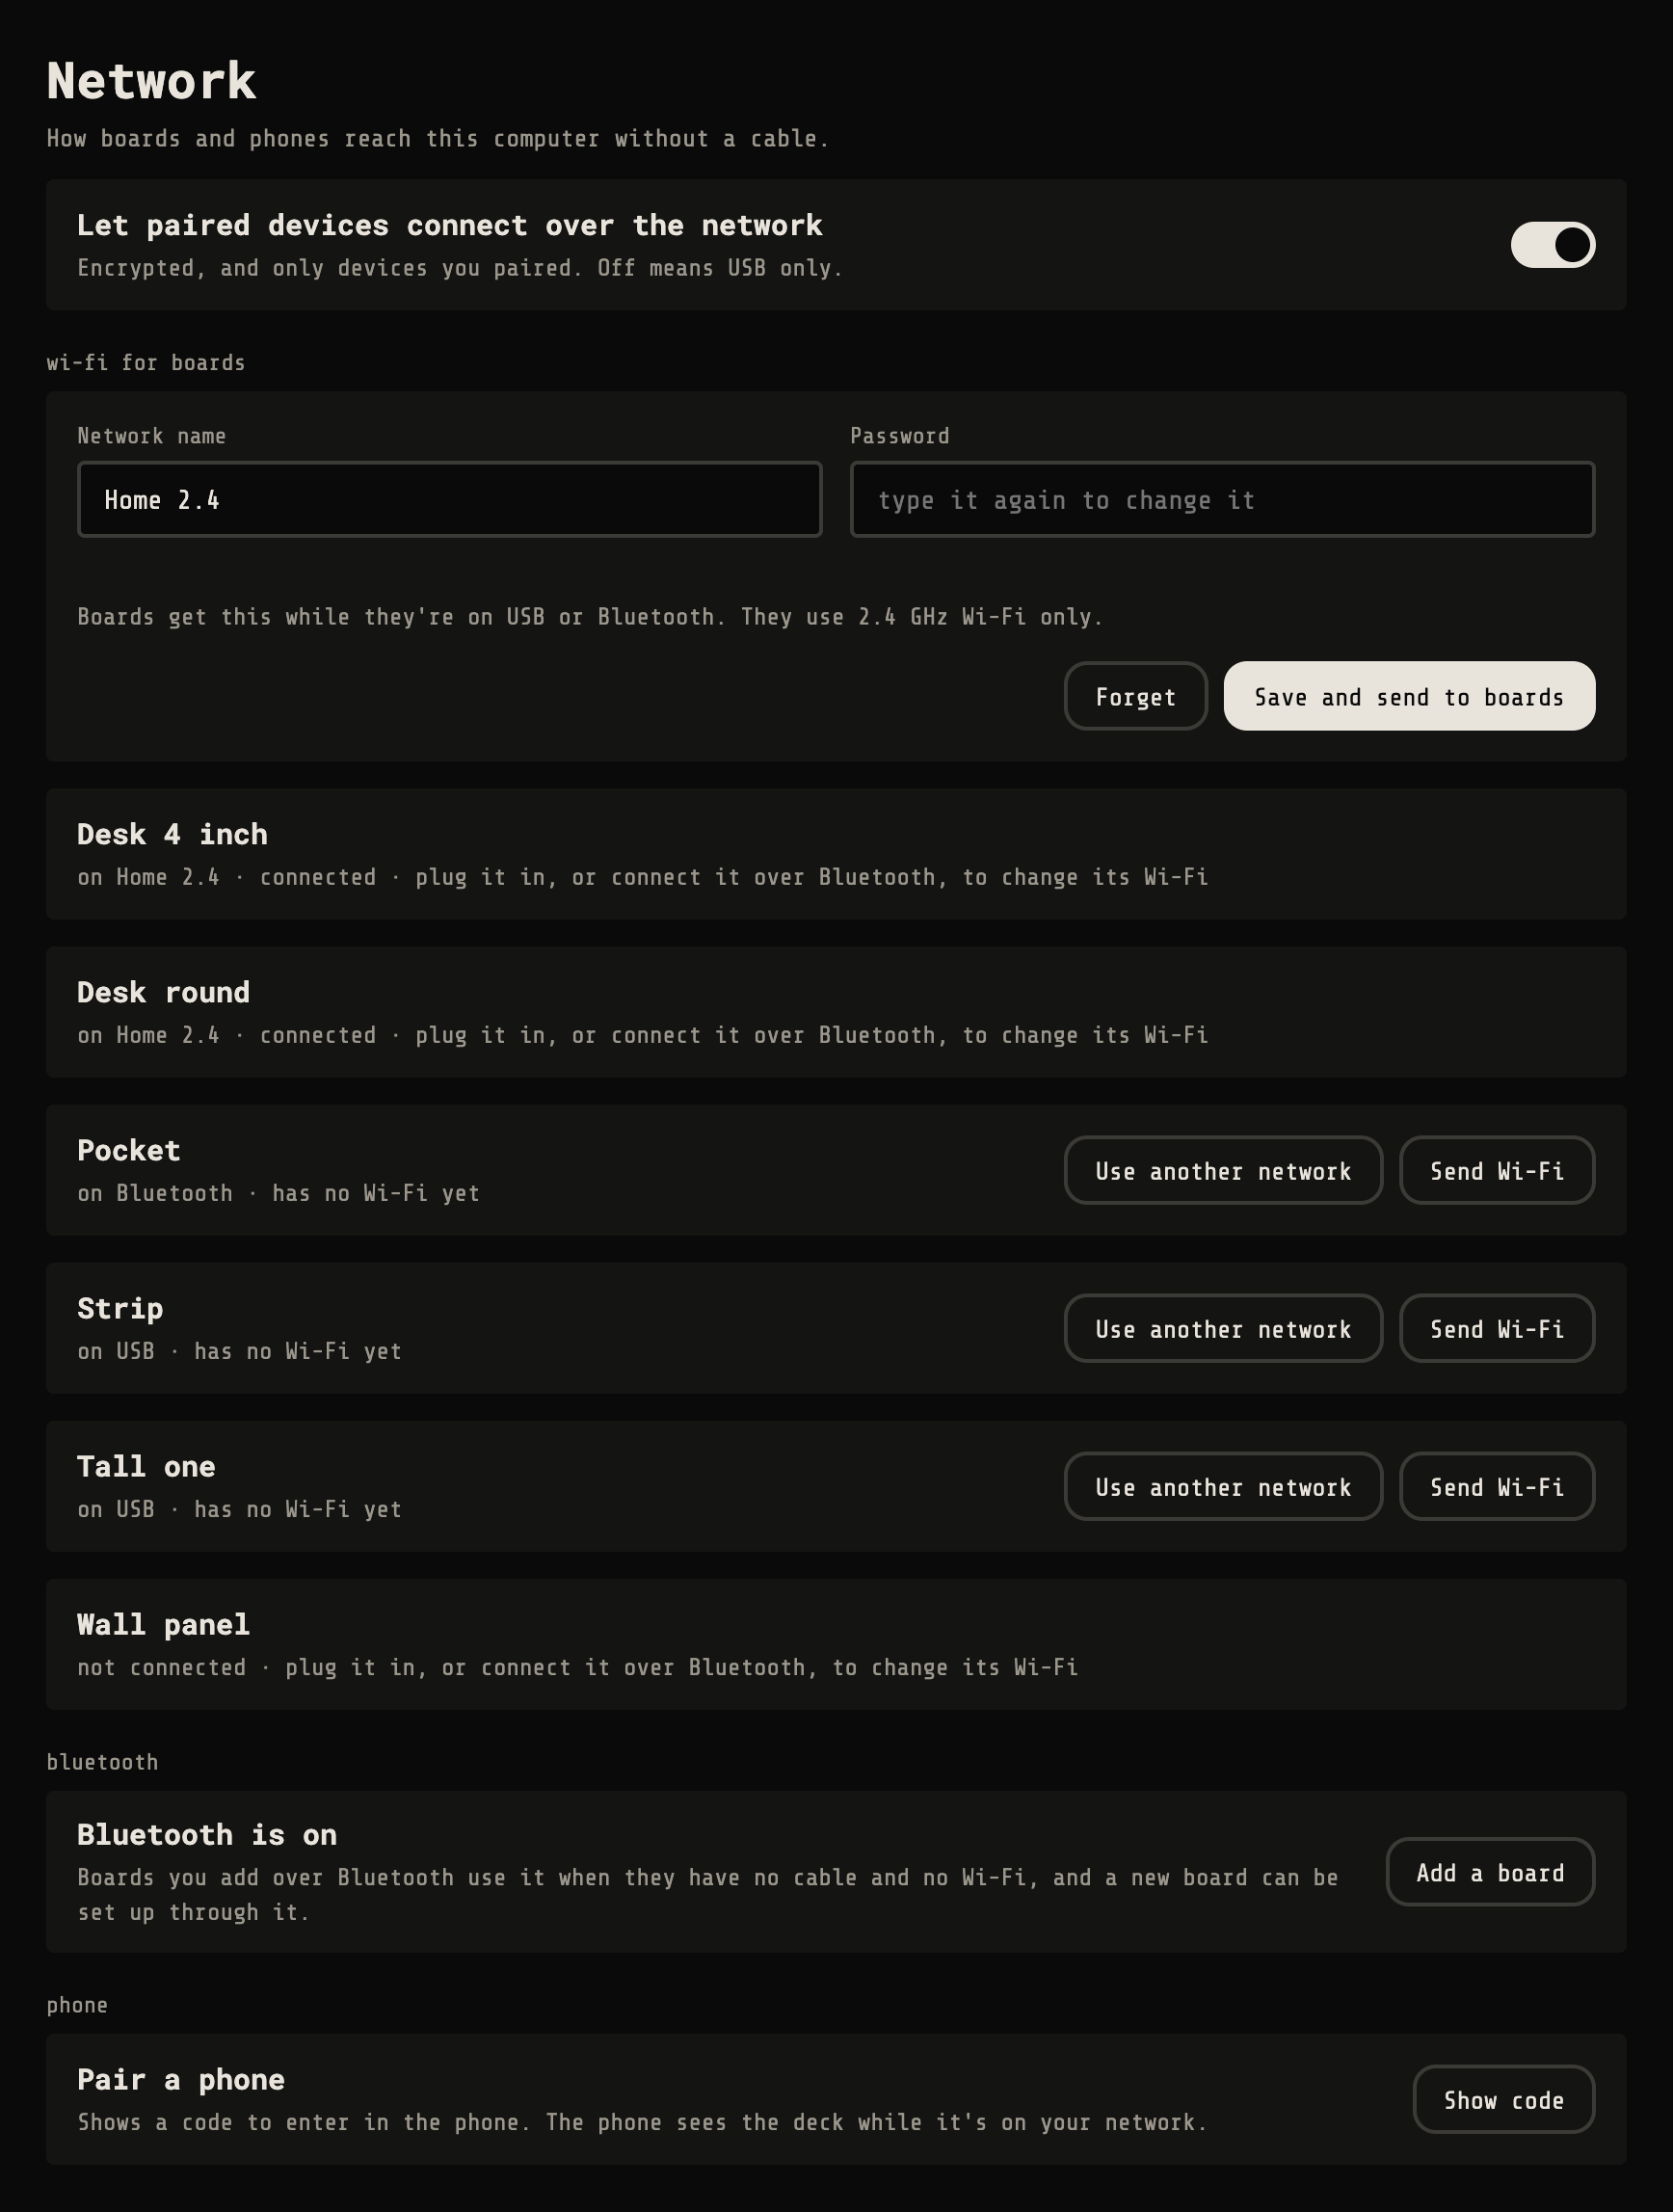 Network
How boards and phones reach this computer without a cable.
Let paired devices connect over the network
Encrypted, and only devices you paired. Off means USB only.
wi-fi for boards
Network name
Password
Home 2.4
type it again to change it
Boards get this while they're on USB or Bluetooth. They use 2.4 GHz Wi-Fi only.
Forget
Save and send to boards
Desk 4 inch
on Home 2.4 · connected · plug it in, or connect it over Bluetooth, to change its Wi-Fi
Desk round
on Home 2.4 · connected · plug it in, or connect it over Bluetooth, to change its Wi-Fi
Pocket
on Bluetooth · has no Wi-Fi yet
Use another network
Send Wi-Fi
Strip
on USB · has no Wi-Fi yet
Use another network
Send Wi-Fi
Tall one
on USB · has no Wi-Fi yet
Use another network
Send Wi-Fi
Wall panel
not connected · plug it in, or connect it over Bluetooth, to change its Wi-Fi
bluetooth
Bluetooth is on
Boards you add over Bluetooth use it when they have no cable and no Wi-Fi, and a new board can be
set up through it.
Add a board
phone
Pair a phone
Shows a code to enter in the phone. The phone sees the deck while it's on your network.
Show code